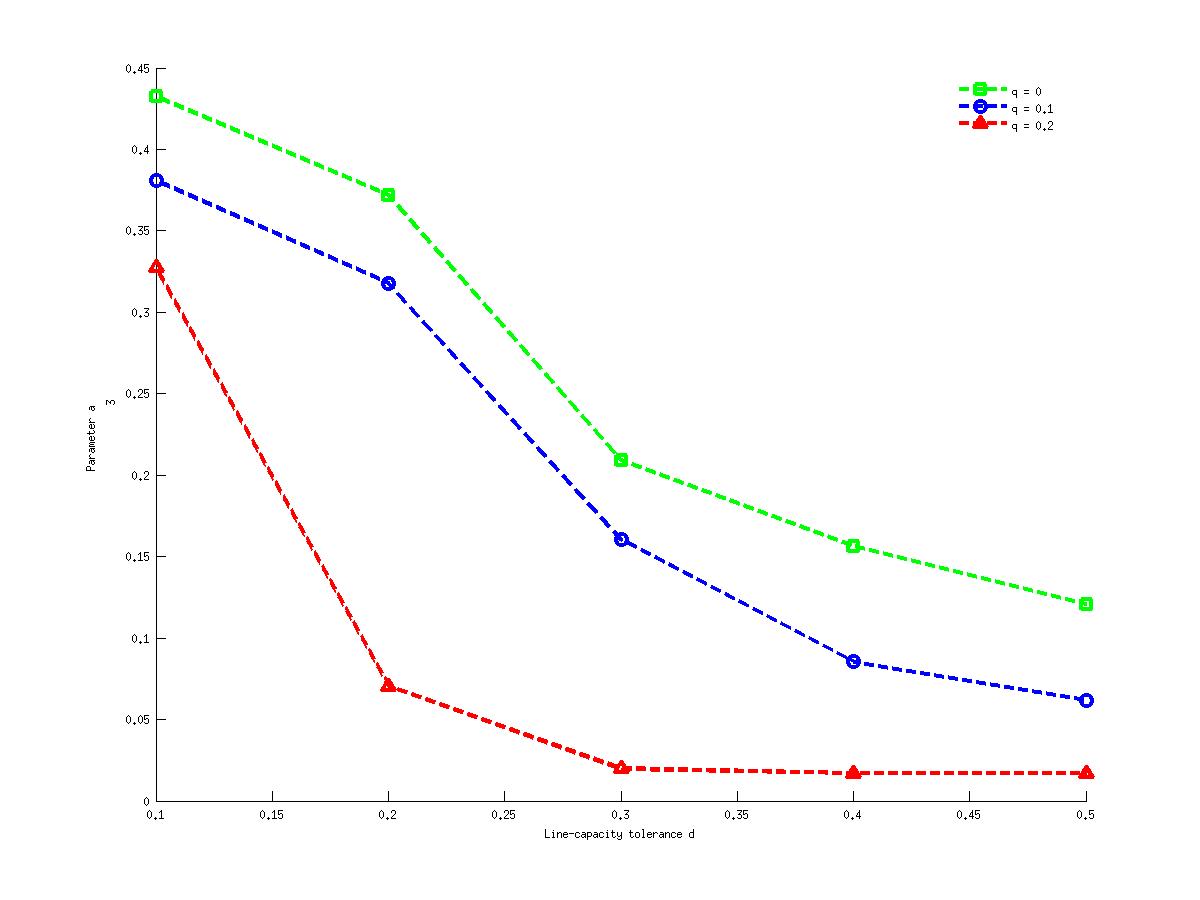 q = 0
q = 0.1
q = 0.2
0.45
0.4
0.35
0.3
0.25
0.2
0.15
0.1
0.05
0
Parameter a
3
0.1 0.15 0.2 0.25 0.3 0.35 0.4 0.45 0.5
Line-capacity tolerance d